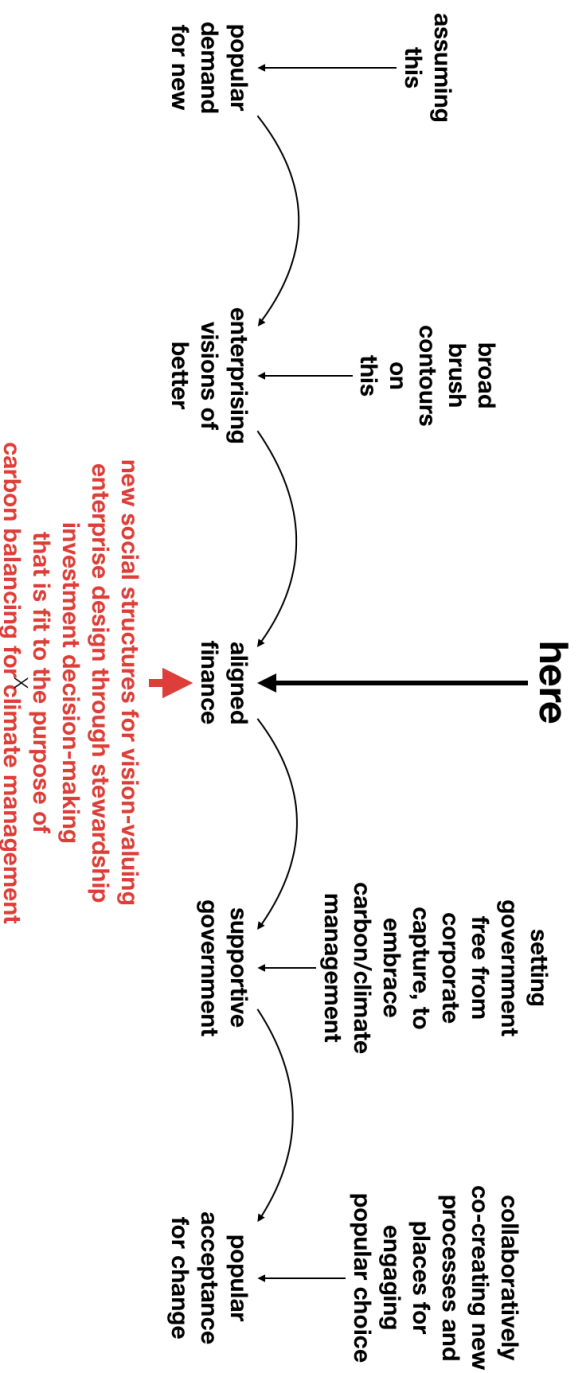 assuming
this
broad
brush
contours
on
this
here
setting
government
free from
corporate
capture, to
embrace
carbon/climate
management
collaboratively
co-creating new
processes and
places for
engaging
popular choice
popular
demand
for new
enterprising
visions of
better
aligned
finance
supportive
government
popular
acceptance
for change
new social structures for vision-valuing
enterprise design through stewardship
investment decision-making
that is fit to the purpose of
carbon balancing for climate management